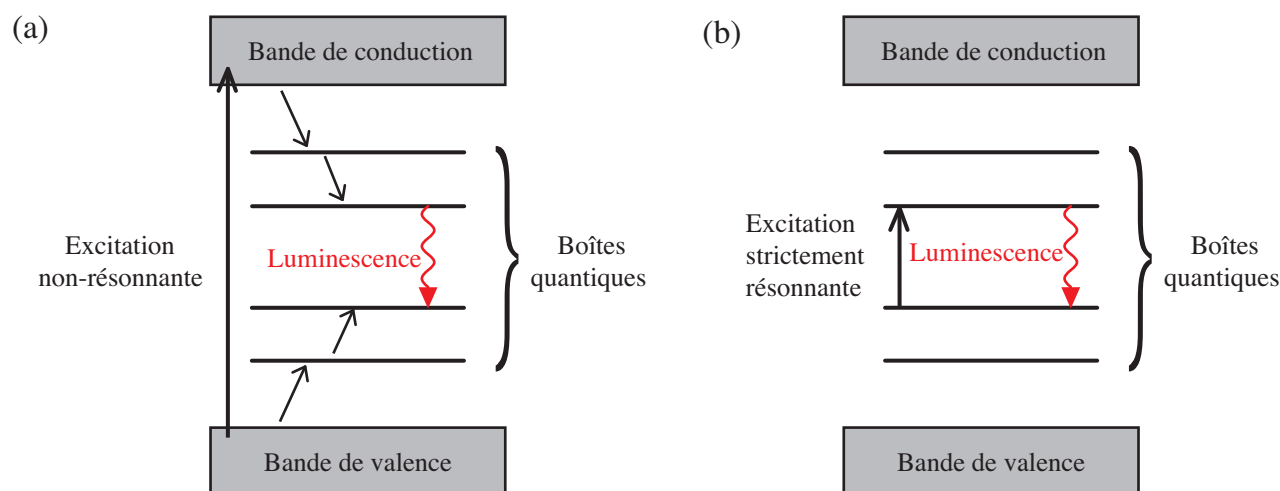 (a)
Bande de conduction
Excitation
non-résonnante
Luminescence
Boîtes
quantiques
Bande de valence
(b)
Bande de conduction
Excitation
strictement
résonnante
Luminescence
Boîtes
quantiques
Bande de valence